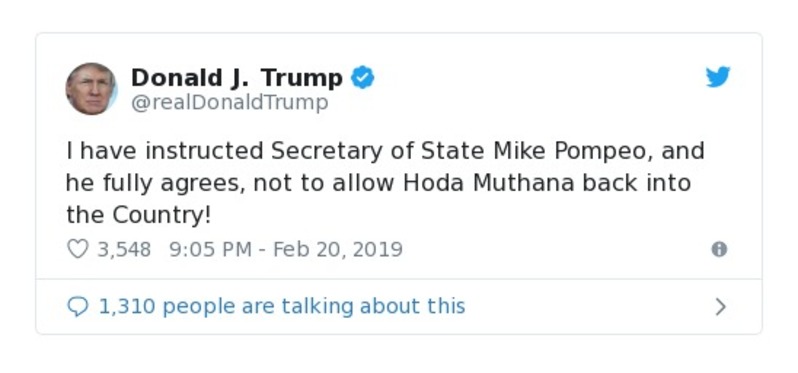 Donald J. Trump
@realDonaldTrump
I have instructed Secretary of State Mike Pompeo, and
he fully agrees, not to allow Hoda Muthana back into
the Country!
3,548 9:05 PM - Feb 20, 2019
1,310 people are talking about this